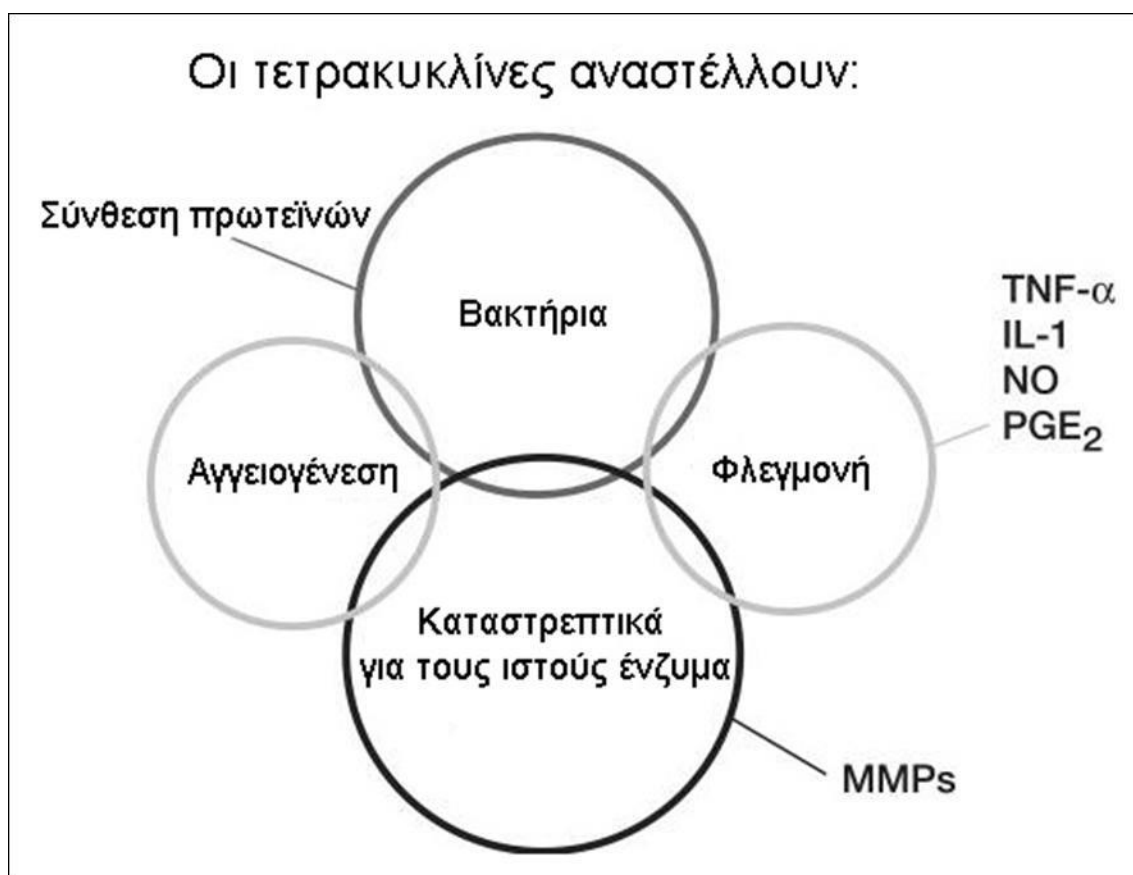 Οι τετρακυκλίνες αναστέλλουν:
Σύνθεση πρωτεϊνών
Βακτήρια
TNF-α
IL-1
NO
PGE₂
Αγγειογένεση
Φλεγμονή
Καταστρεπτικά
για τους ιστούς ένζυμα
MMPs